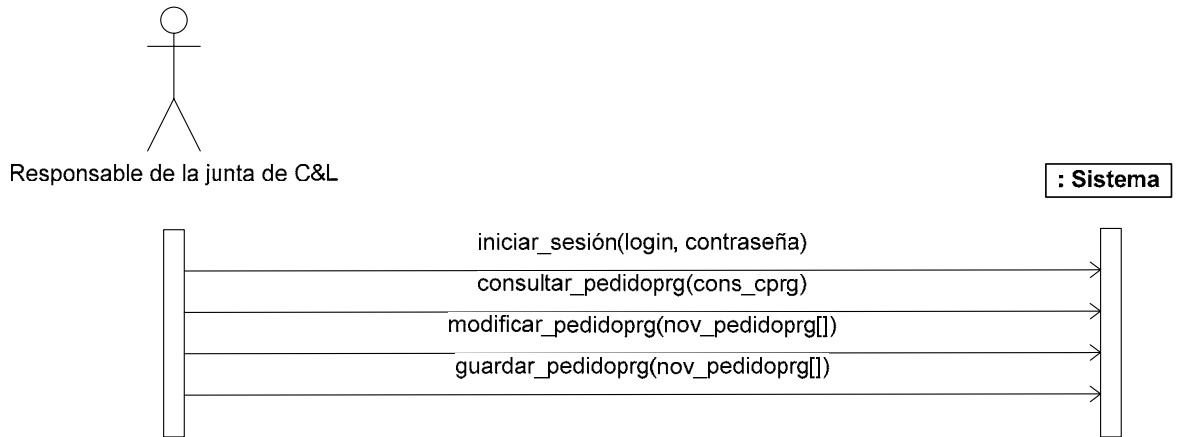 Responsable de la junta de C&L
: Sistema
iniciar_sesión(login, contraseña)
consultar_pedidoprg(cons_cprg)
modificar_pedidoprg(nov_pedidoprg[])
guardar_pedidoprg(nov_pedidoprg[])